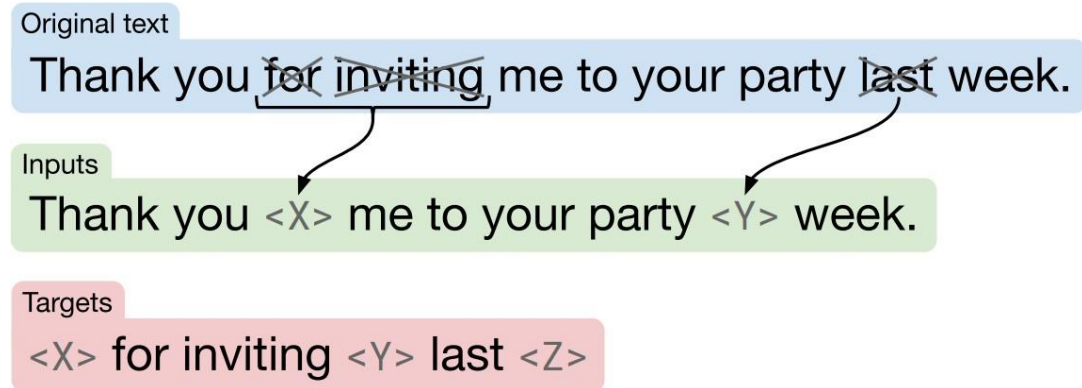 Original text
Thank you for inviting me to your party last week.
Inputs
Thank you <X> me to your party <Y> week.
Targets
<X> for inviting <Y> last <Z>